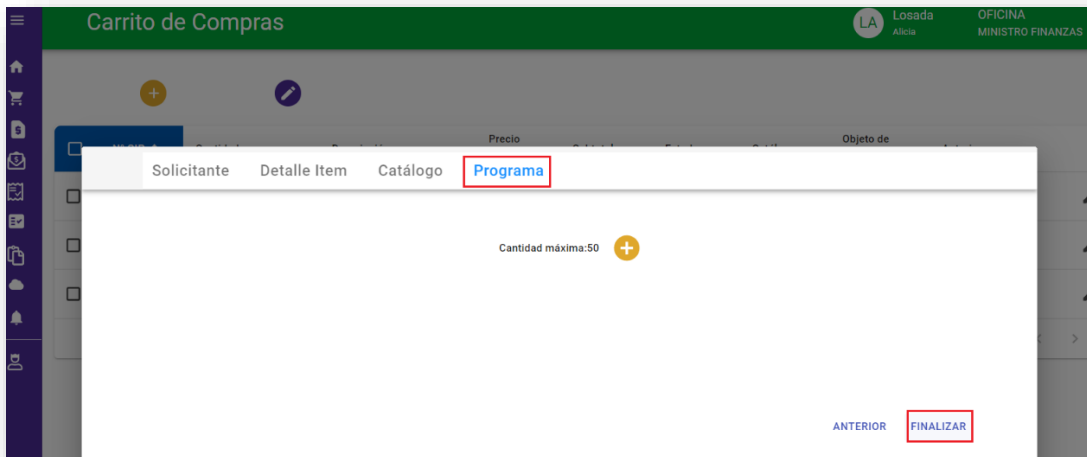 Carrito de Compras
LA
Losada
Alicia
OFICINA
MINISTRO FINANZAS
Precio
Objeto de
Solicitante
Detalle Item
Catálogo
Programa
Cantidad máxima:50
ANTERIOR
FINALIZAR